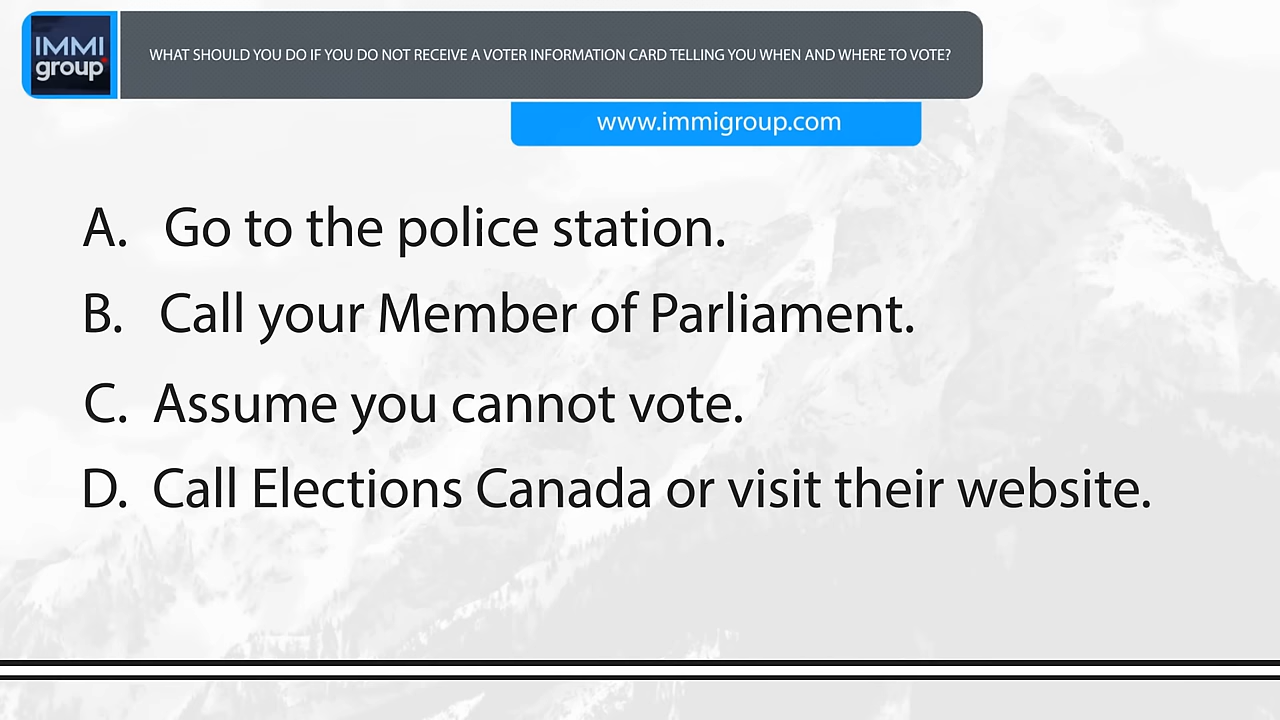 IMMI
group
WHAT SHOULD YOU DO IF YOU DO NOT RECEIVE A VOTER INFORMATION CARD TELLING YOU WHEN AND WHERE TO VOTE?
www.immigroup.com
A. Go to the police station.
B. Call your Member of Parliament.
C. Assume you cannot vote.
D. Call Elections Canada or visit their website.